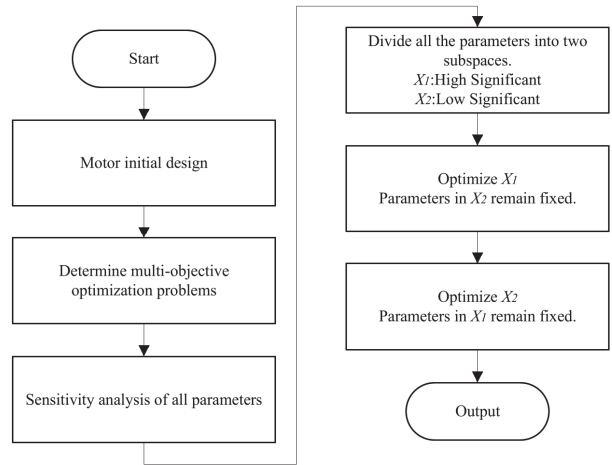 Start
Motor initial design
Determine multi-objective
optimization problems
Sensitivity analysis of all parameters
Divide all the parameters into two
subspaces.
X1:High Significant
X2:Low Significant
Optimize X1
Parameters in X2 remain fixed.
Optimize X2
Parameters in X1 remain fixed.
Output